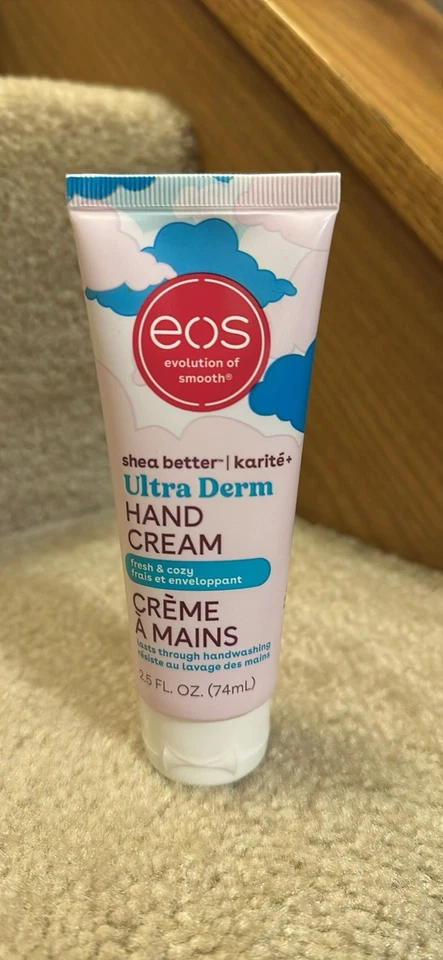 eos
evolution of
smooth®
shea better™ | karité+
Ultra Derm
HAND
CREAM
fresh & cozy
frais et enveloppant
CRÈME
À MAINS
lasts through handwashing
résiste au lavage des mains
2.5 FL. OZ. (74mL)